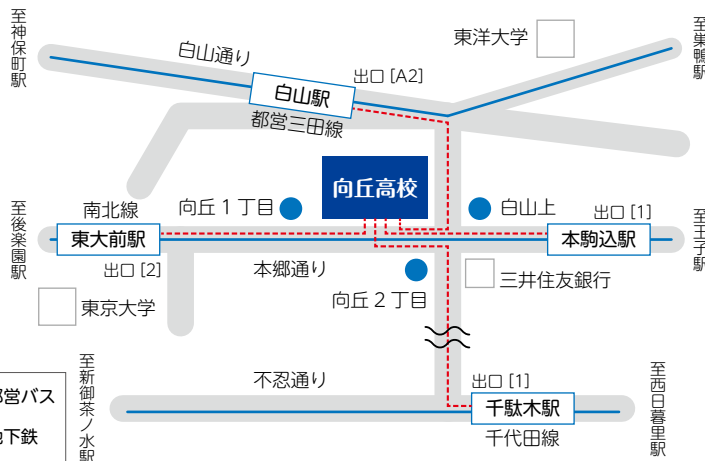 至神保町駅
白山通り
東洋大学
至巣鴨駅
出口 [A2]
白山駅
都営三田線
向丘高校
南北線
向丘 1 丁目
白山上
出口 [1]
至後楽園駅
東大前駅
本駒込駅
至王子駅
出口 [2]
本郷通り
三井住友銀行
東京大学
向丘 2 丁目
至新御茶ノ水駅
不忍通り
出口 [1]
至西日暮里駅
都営バス
千駄木駅
地下鉄
千代田線